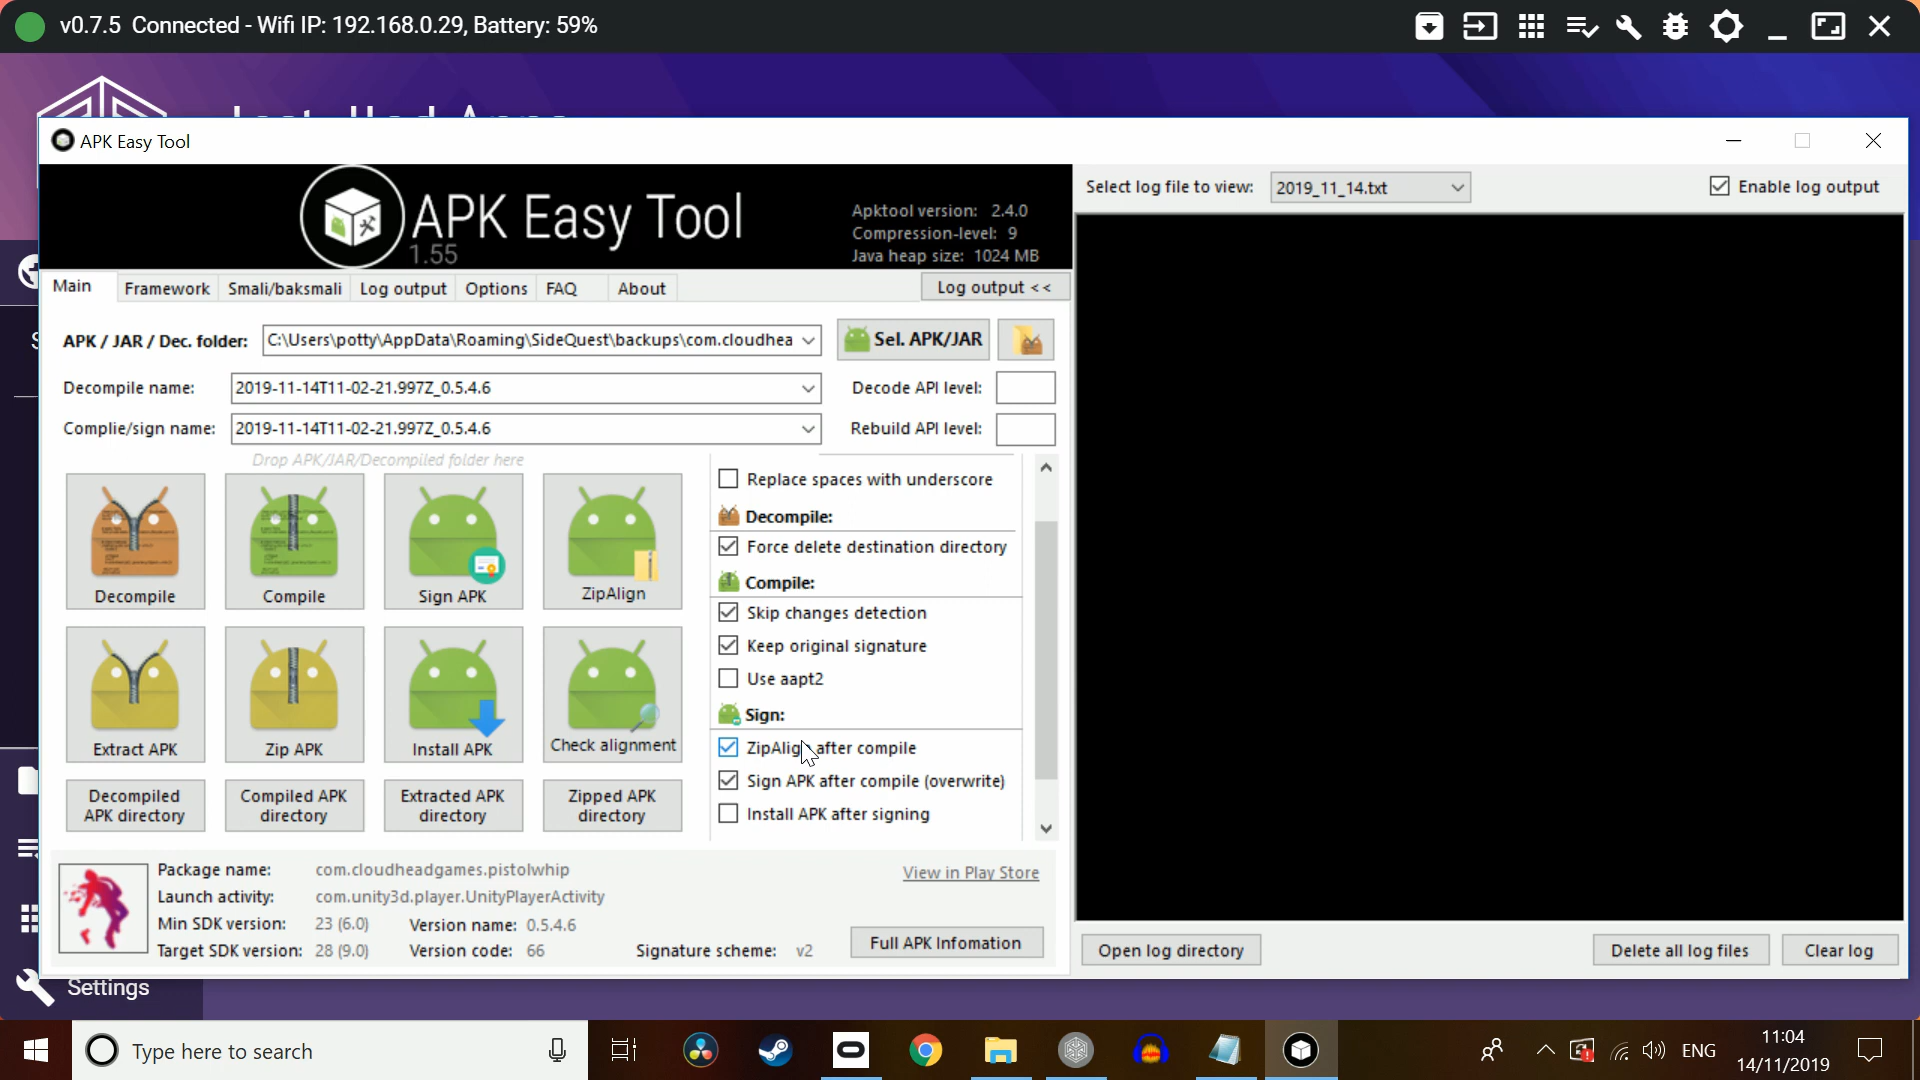 v0.7.5 Connected - Wifi IP: 192.168.0.29, Battery: 59%
APK Easy Tool
APK Easy Tool
1.55
Apktool version: 2.4.0
Compression-level: 9
Java heap size: 1024 MB
Select log file to view: 2019_11_14.txt Enable log output
Main Framework Smali/baksmali Log output Options FAQ About Log output <<
APK / JAR / Dec. folder: C:\Users\potty\AppData\Roaming\SideQuest\backups\com.cloudhea Sel. APK/JAR
Decompile name: 2019-11-14T11-02-21.997Z_0.5.4.6 Decode API level:
Complie/sign name: 2019-11-14T11-02-21.997Z_0.5.4.6 Rebuild API level:
Drop APK/JAR/Decompiled folder here
Decompile Compile Sign APK ZipAlign
Extract APK Zip APK Install APK Check alignment
Decompiled APK directory
Compiled APK directory
Extracted APK directory
Zipped APK directory
Replace spaces with underscore
Decompile:
Force delete destination directory
Compile:
Skip changes detection
Keep original signature
Use aapt2
Sign:
ZipAlign after compile
Sign APK after compile (overwrite)
Install APK after signing
Package name: com.cloudheadgames.pistolwhip View in Play Store
Launch activity: com.unity3d.player.UnityPlayerActivity
Min SDK version: 23 (6.0) Version name: 0.5.4.6
Target SDK version: 28 (9.0) Version code: 66 Signature scheme: v2 Full APK Infomation
Open log directory Delete all log files Clear log
Settings
Type here to search
ENG
11:04
14/11/2019